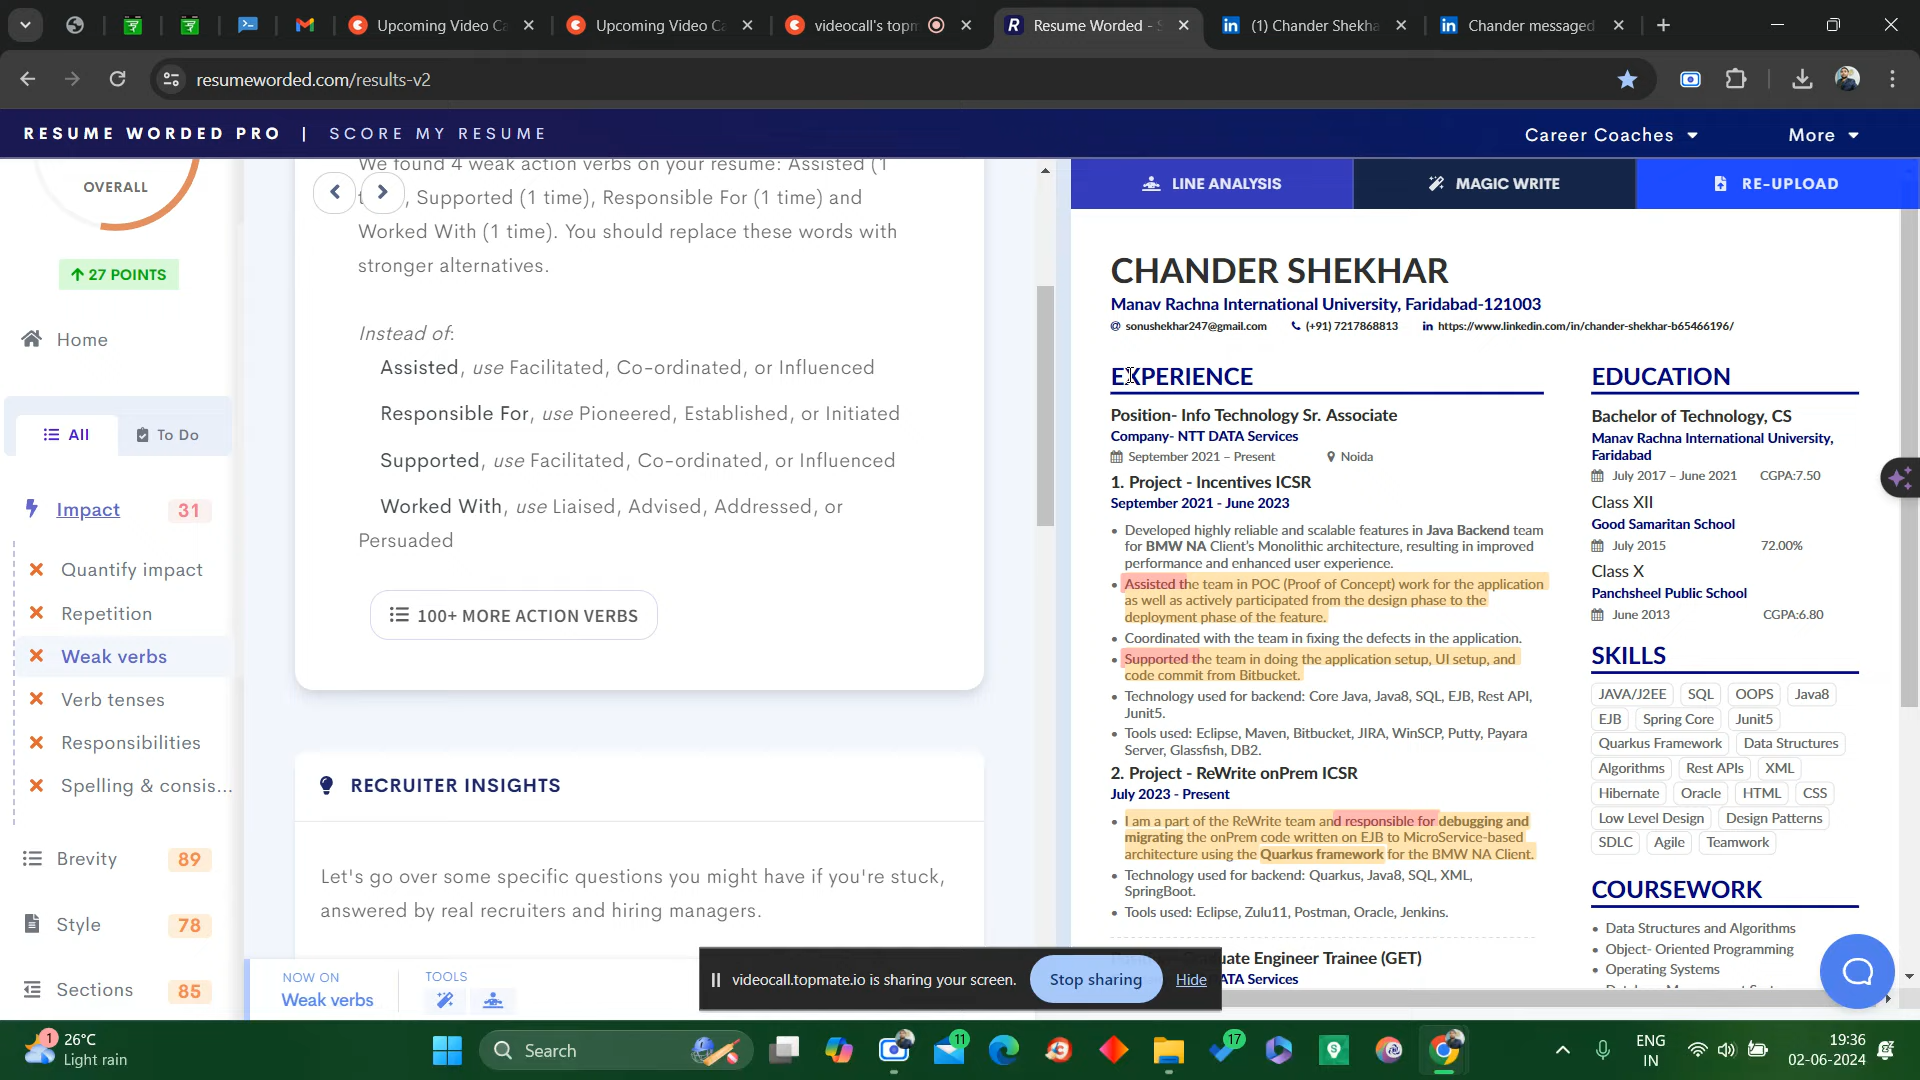 Upcoming Video Ca
Upcoming Video Ca
videocall's topm
Resume Worded - S
(1) Chander Shekha
Chander messaged
resumeworded.com/results-v2
RESUME WORDED PRO | SCORE MY RESUME
Career Coaches
More
OVERALL
27 POINTS
Home
All
To Do
Impact 31
Quantify impact
Repetition
Weak verbs
Verb tenses
Responsibilities
Spelling & consis...
Brevity 89
Style 78
Sections 85
We found 4 weak action verbs on your resume: Assisted (1
, Supported (1 time), Responsible For (1 time) and
Worked With (1 time). You should replace these words with
stronger alternatives.
Instead of:
Assisted, use Facilitated, Co-ordinated, or Influenced
Responsible For, use Pioneered, Established, or Initiated
Supported, use Facilitated, Co-ordinated, or Influenced
Worked With, use Liaised, Advised, Addressed, or
Persuaded
100+ MORE ACTION VERBS
RECRUITER INSIGHTS
Let's go over some specific questions you might have if you're stuck,
answered by real recruiters and hiring managers.
NOW ON
Weak verbs
TOOLS
LINE ANALYSIS
MAGIC WRITE
RE-UPLOAD
CHANDER SHEKHAR
Manav Rachna International University, Faridabad-121003
@ sonushekhar247@gmail.com (+91) 7217868813 in https://www.linkedin.com/in/chander-shekhar-b65466196/
EXPERIENCE
Position- Info Technology Sr. Associate
Company- NTT DATA Services
September 2021 – Present Noida
1. Project - Incentives ICSR
September 2021 - June 2023
• Developed highly reliable and scalable features in Java Backend team
for BMW NA Client's Monolithic architecture, resulting in improved
performance and enhanced user experience.
• Assisted the team in POC (Proof of Concept) work for the application
as well as actively participated from the design phase to the
deployment phase of the feature.
• Coordinated with the team in fixing the defects in the application.
• Supported the team in doing the application setup, UI setup, and
code commit from Bitbucket.
• Technology used for backend: Core Java, Java8, SQL, EJB, Rest API,
Junit5.
• Tools used: Eclipse, Maven, Bitbucket, JIRA, WinSCP, Putty, Payara
Server, Glassfish, DB2.
2. Project - ReWrite onPrem ICSR
July 2023 - Present
• I am a part of the ReWrite team and responsible for debugging and
migrating the onPrem code written on EJB to MicroService-based
architecture using the Quarkus framework for the BMW NA Client.
• Technology used for backend: Quarkus, Java8, SQL, XML,
SpringBoot.
• Tools used: Eclipse, Zulu11, Postman, Oracle, Jenkins.
uate Engineer Trainee (GET)
ATA Services
EDUCATION
Bachelor of Technology, CS
Manav Rachna International University,
Faridabad
July 2017 – June 2021 CGPA:7.50
Class XII
Good Samaritan School
July 2015 72.00%
Class X
Panchsheel Public School
June 2013 CGPA:6.80
SKILLS
JAVA/J2EE SQL OOPS Java8
EJB Spring Core Junit5
Quarkus Framework Data Structures
Algorithms Rest APIs XML
Hibernate Oracle HTML CSS
Low Level Design Design Patterns
SDLC Agile Teamwork
COURSEWORK
• Data Structures and Algorithms
• Object- Oriented Programming
• Operating Systems
videocall.topmate.io is sharing your screen.
Stop sharing
Hide
1
26°C
Light rain
Search
11
17
ENG
IN
19:36
02-06-2024